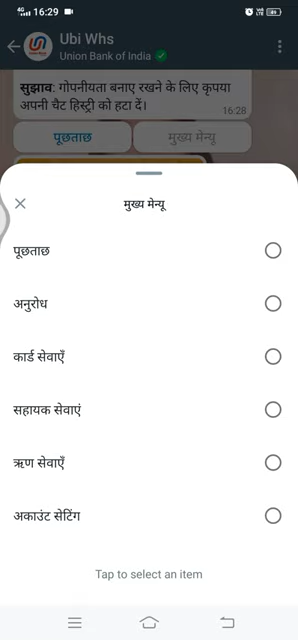 4G 16:29
Ubi Whs
Union Bank of India
सुझाव: गोपनीयता बनाए रखने के लिए कृपया
अपनी चैट हिस्ट्री को हटा दें।
16:28
पूछताछ मुख्य मेन्यू
मुख्य मेन्यू
पूछताछ
अनुरोध
कार्ड सेवाएँ
सहायक सेवाएं
ऋण सेवाएँ
अकाउंट सेटिंग
Tap to select an item